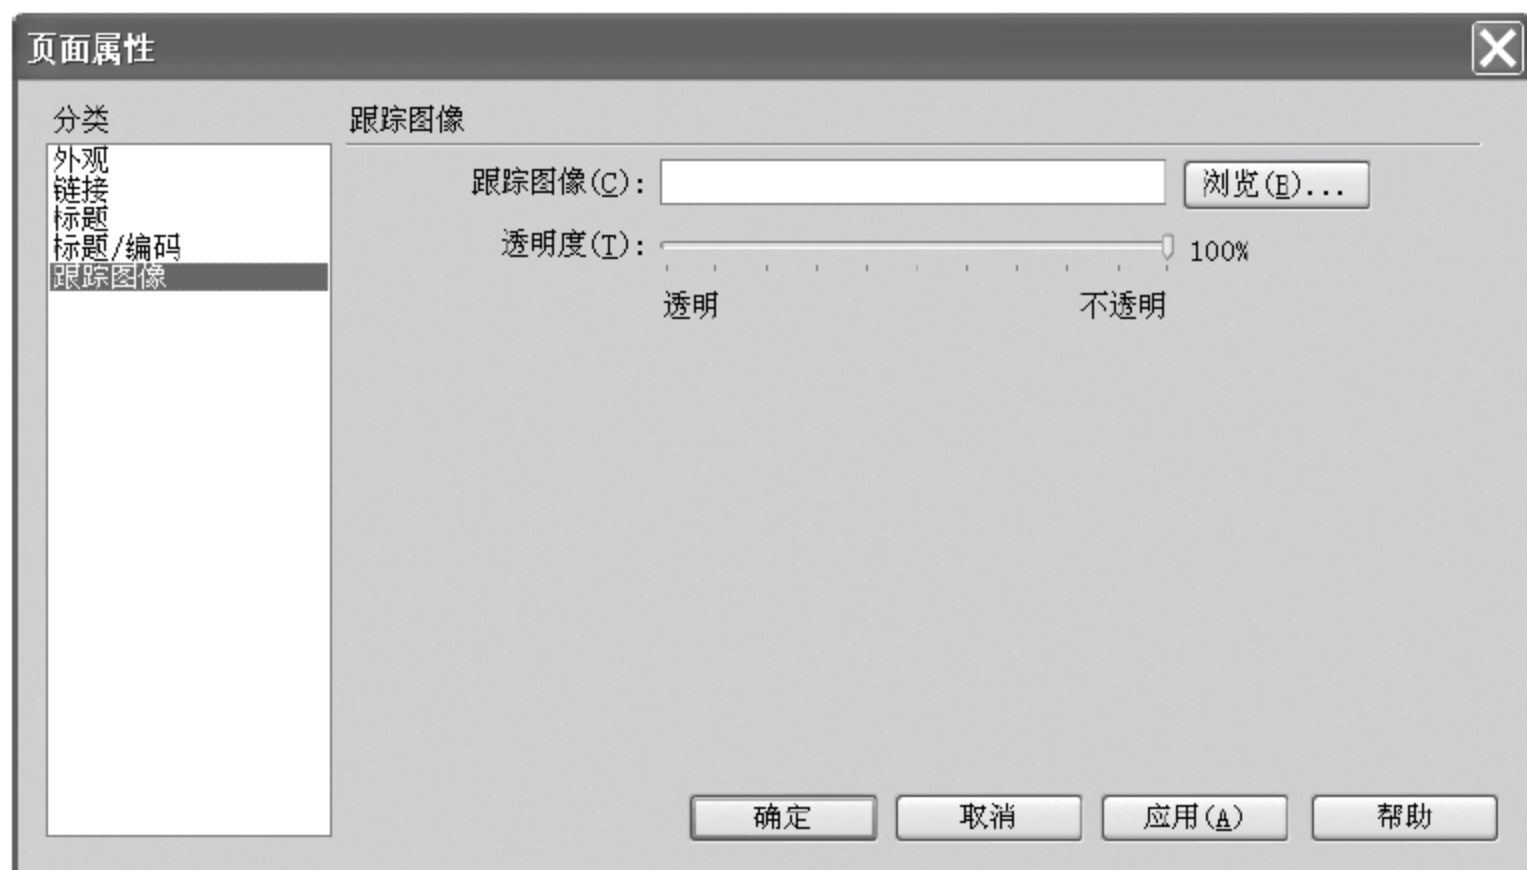 页面属性
分类
外观
链接
标题
标题/编码
跟踪图像
跟踪图像
跟踪图像(C):
浏览(B)...
透明度(T):
100%
透明
不透明
确定
取消
应用(A)
帮助